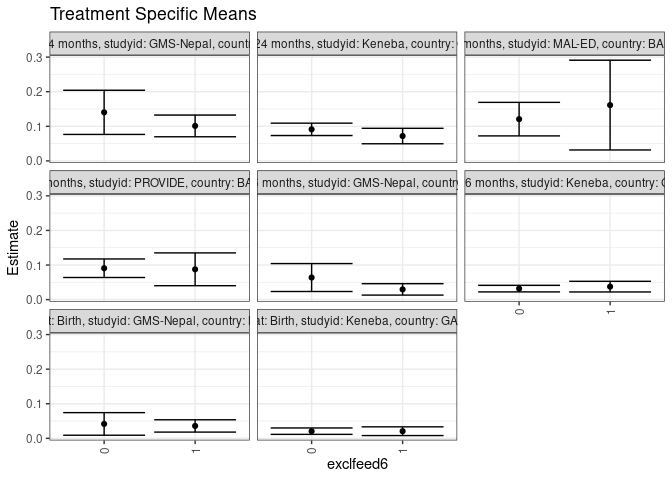 Treatment Specific Means
4 months, studyid: GMS-Nepal, count
24 months, studyid: Keneba, country:
months, studyid: MAL-ED, country: BA
0.3
0.2
0.1
0.0
months, studyid: PROVIDE, country: BA
months, studyid: GMS-Nepal, country
6 months, studyid: Keneba, country: G
0.3
0.2
0.1
0.0
0
1
t: Birth, studyid: GMS-Nepal, country:
at: Birth, studyid: Keneba, country: GA
0.3
0.2
0.1
0.0
0
1
0
1
Estimate
exclfeed6